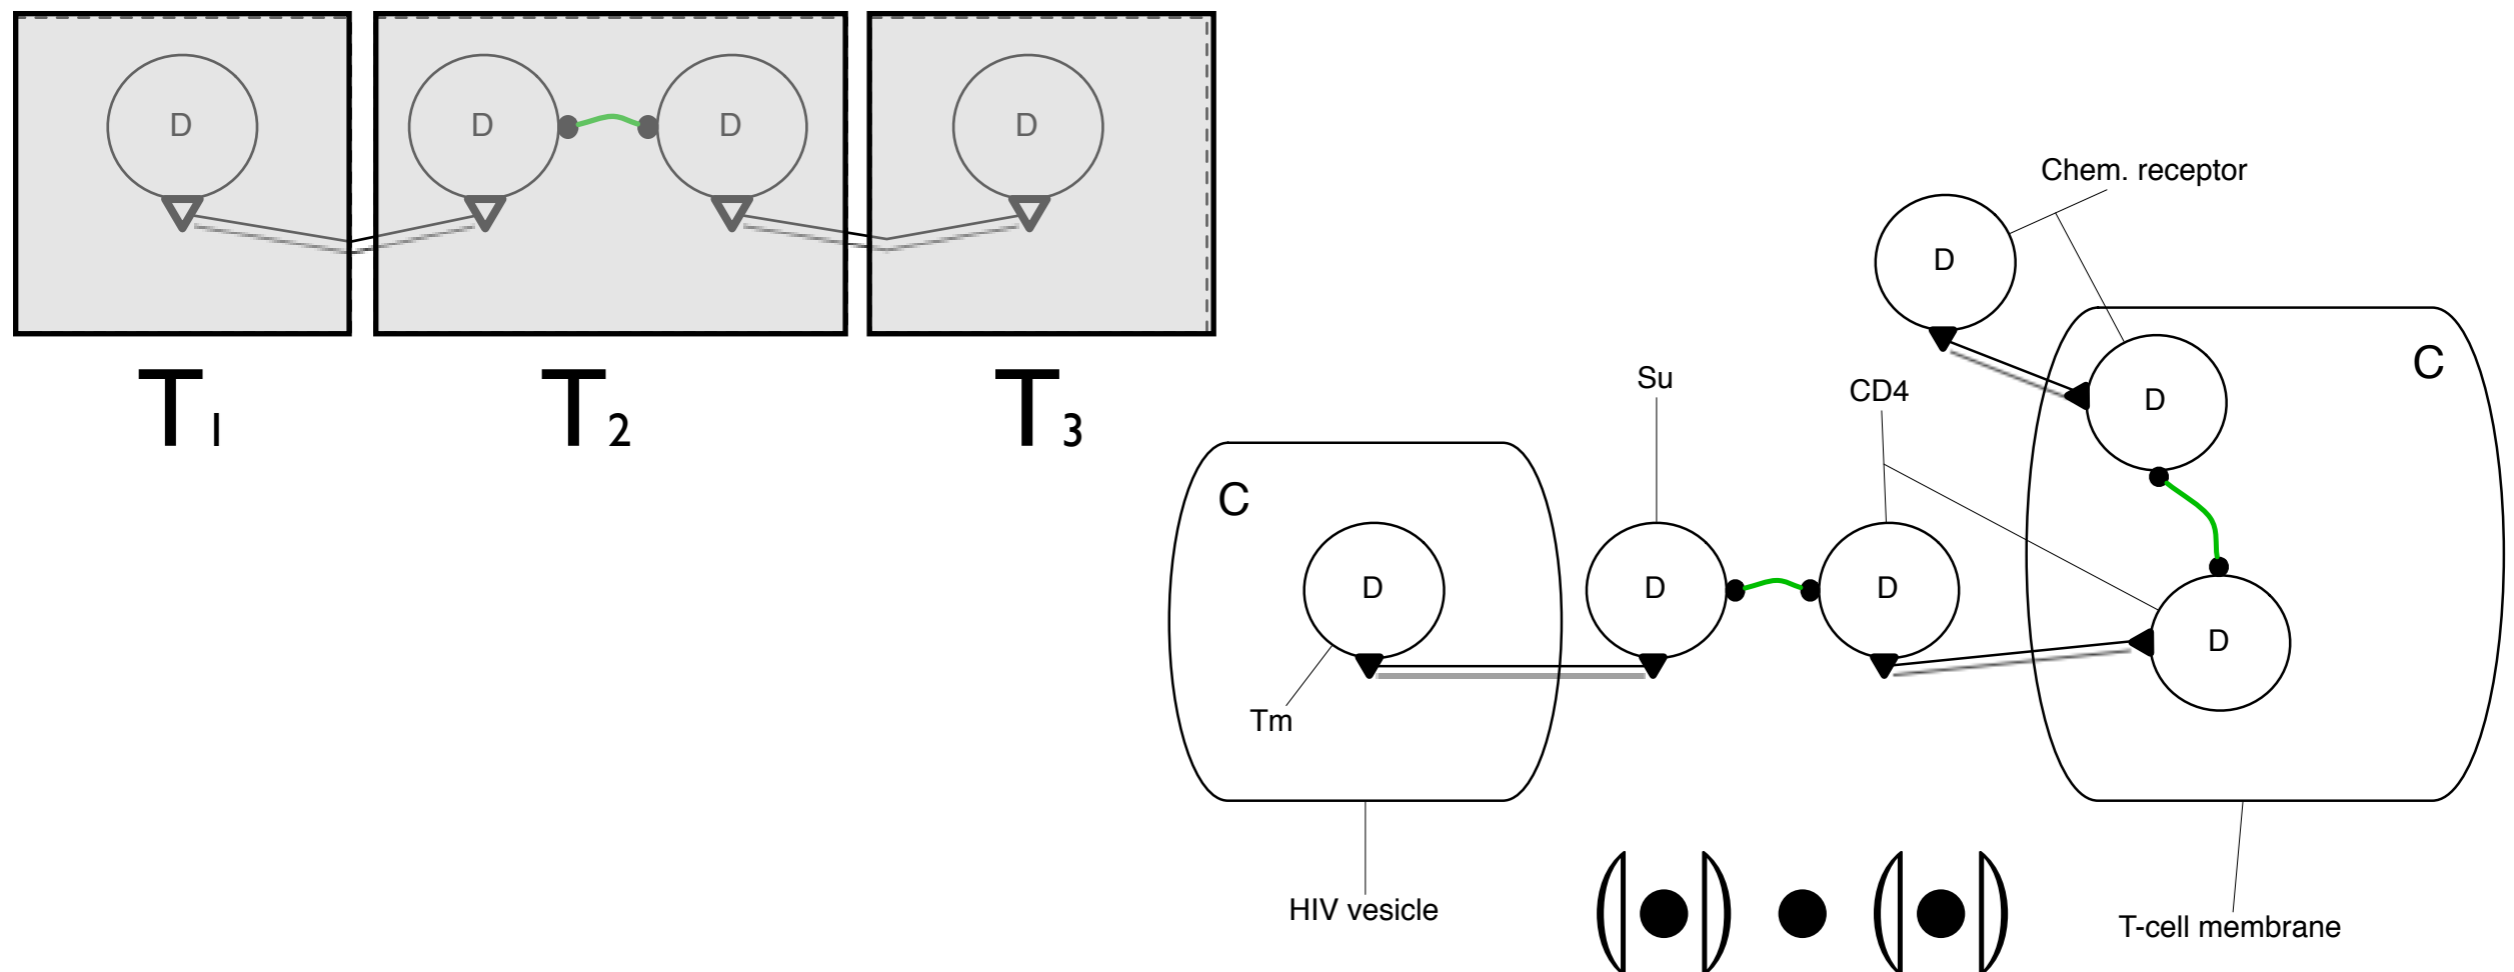 D D D D
T1 T2 T3
Chem. receptor
D
C
D
Su
CD4
C
D D D
D
Tm
HIV vesicle
T-cell membrane